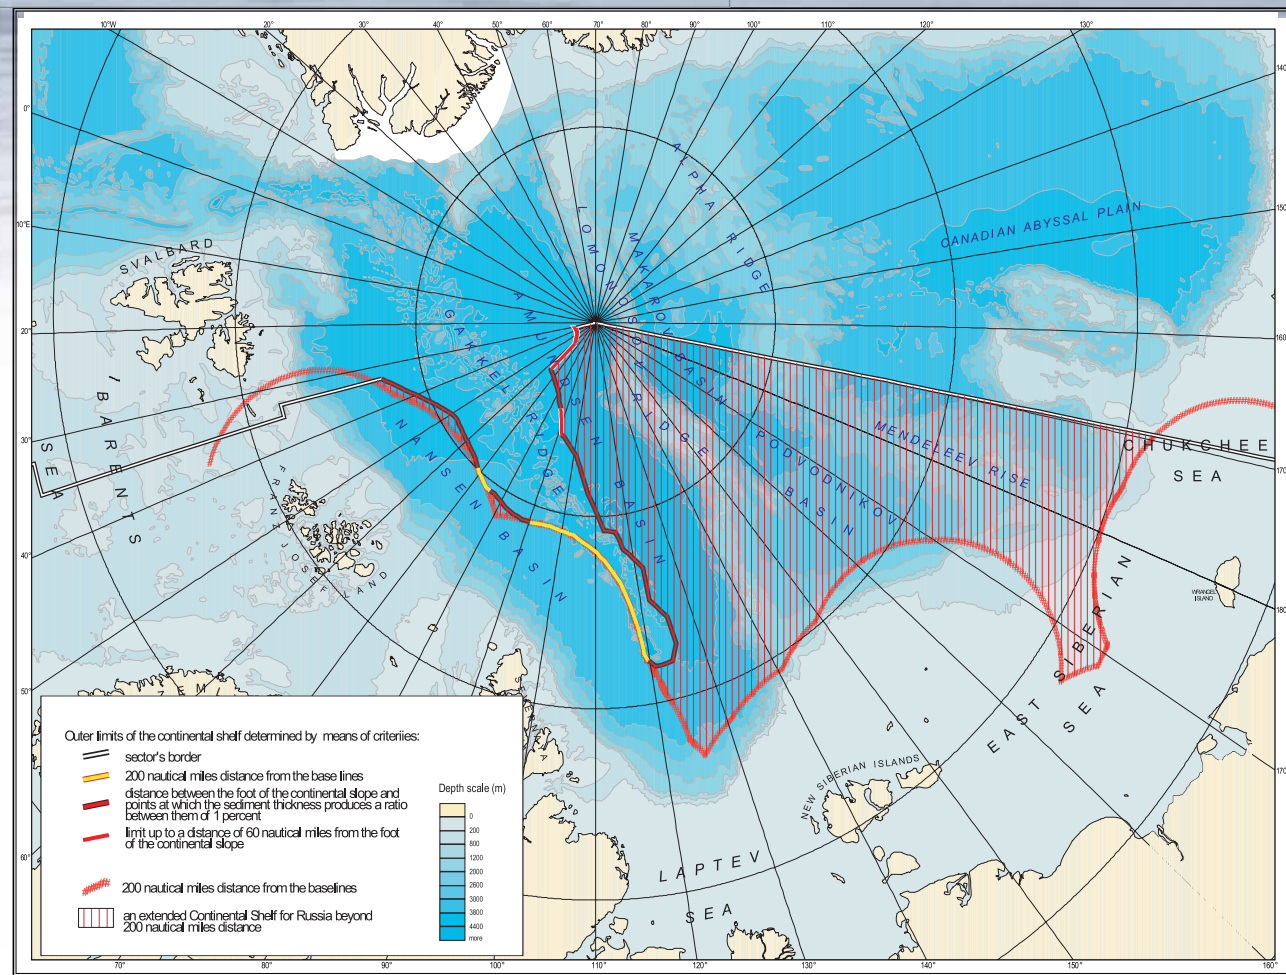 10°W
20°
30°
40°
50°
60°
70°
80°
90°
100°
110°
120°
130°
140
0°
10°E
20°
30°
40°
50°
60°
150
160
170
180
170
SVALBARD
BARENTS
SEA
FRANZ JOSEF LAND
NANSEN BASIN
GAKKEL RIDGE
AMUNDSEN BASIN
LOMONOSOV RIDGE
MAKAROV BASIN
ALPHA RIDGE
CANADIAN ABYSSAL PLAIN
PODVODNIKOV
BASIN
MENDELEEV RISE
CHUKCHEE
SEA
WRANGEL
ISLAND
EAST SIBERIAN
SEA
NEW SIBERIAN ISLANDS
LAPTEV
SEA
Outer limits of the continental shelf determined by means of criteriies:
sector's border
200 nautical miles distance from the base lines
distance between the foot of the continental slope and
points at which the sediment thickness produces a ratio
between them of 1 percent
limit up to a distance of 60 nautical miles from the foot
of the continental slope
200 nautical miles distance from the baselines
an extended Continental Shelf for Russia beyond
200 nautical miles distance
Depth scale (m)
0
200
800
1200
2000
2600
3000
3800
4400
more
70°
80°
90°
100°
110°
120°
130°
140°
150°
160°